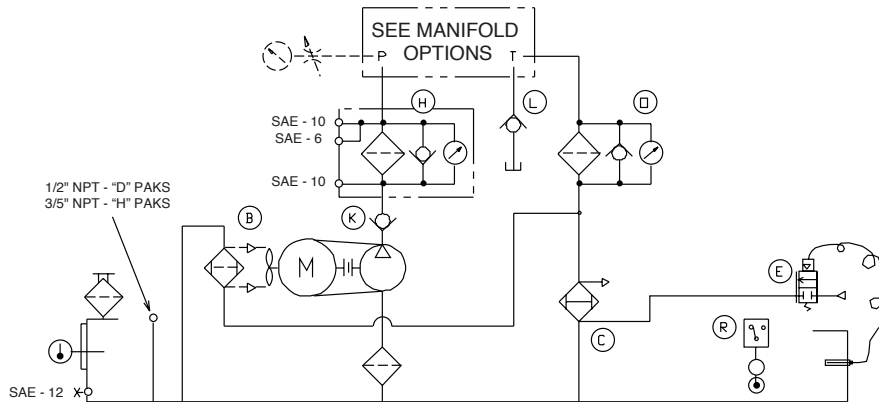 SEE MANIFOLD
OPTIONS
P T
H
L
O
SAE - 10
SAE - 6
SAE - 10
1/2" NPT - “D” PAKS
3/5" NPT - “H” PAKS
B
K
M
E
R
C
SAE - 12